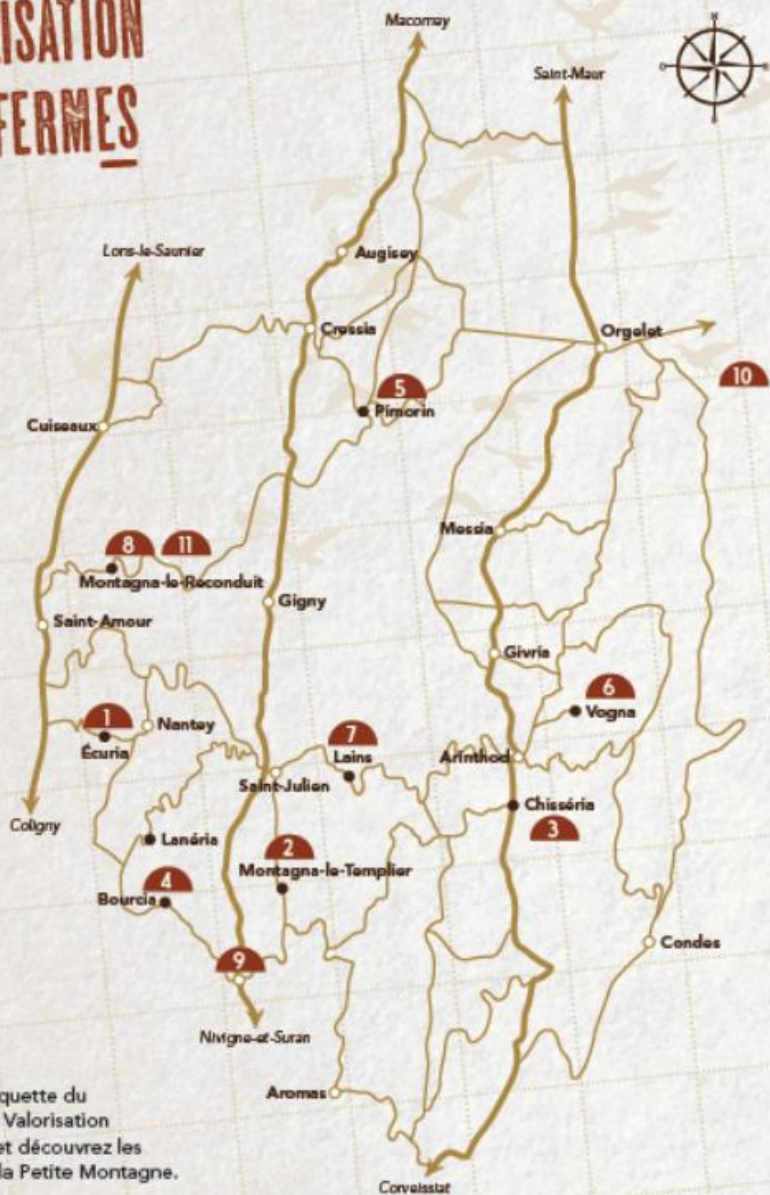 ISATION
FERMES
Macornay
Saint-Maur
Lons-le-Saunier
Augisey
Cressia
Orgelet
10
5
Pimorin
Cuiseaux
Messia
8
11
Montagna-le-Reconduit
Gigny
Saint-Amour
Givria
6
Vogna
1
Nantey
Écuria
7
Lains
Arinthod
Saint-Julien
Chisséria
3
Coligny
Lanéria
2
Montagna-le-Templier
4
Bourcia
Condes
9
Nivigne-et-Suran
Aromas
quette du
Valorisation
et découvrez les
la Petite Montagne.
Corveissiat